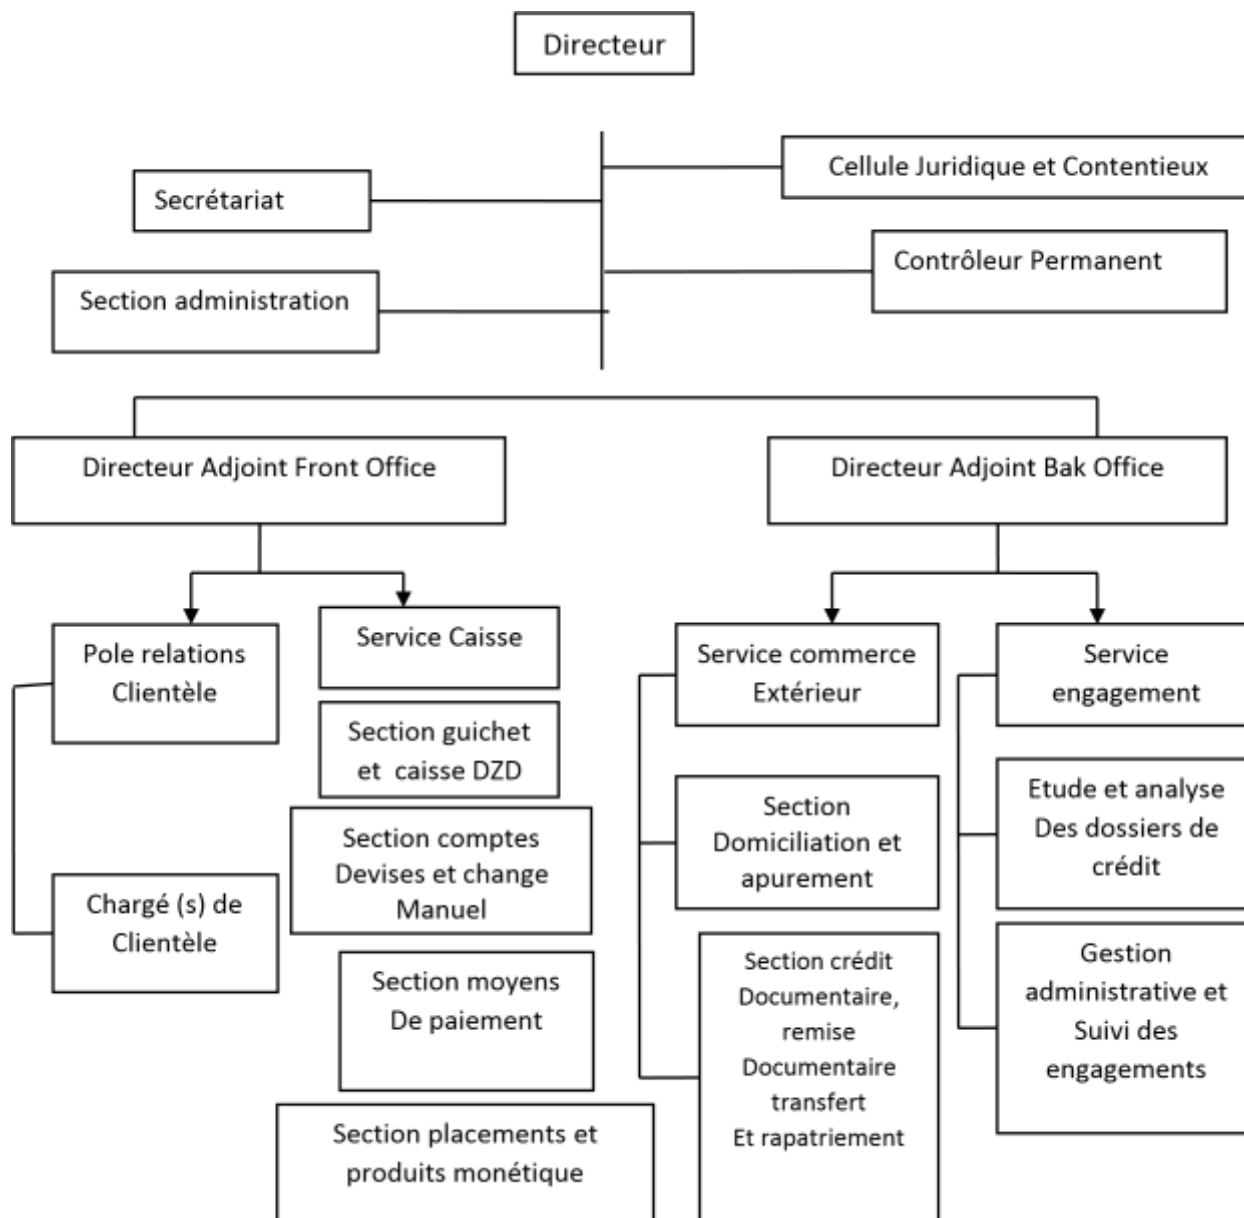 Directeur
Cellule Juridique et Contentieux
Secrétariat
Contrôleur Permanent
Section administration
Directeur Adjoint Front Office
Directeur Adjoint Bak Office
Pole relations
Clientèle
Service Caisse
Service commerce
Extérieur
Service
engagement
Section guichet
et caisse DZD
Section
Domiciliation et
apurement
Etude et analyse
Des dossiers de
crédit
Section comptes
Devises et change
Manuel
Chargé (s) de
Clientèle
Section moyens
De paiement
Section crédit
Documentaire,
remise
Documentaire
transfert
Et rapatriement
Gestion
administrative et
Suivi des
engagements
Section placements et
produits monétique